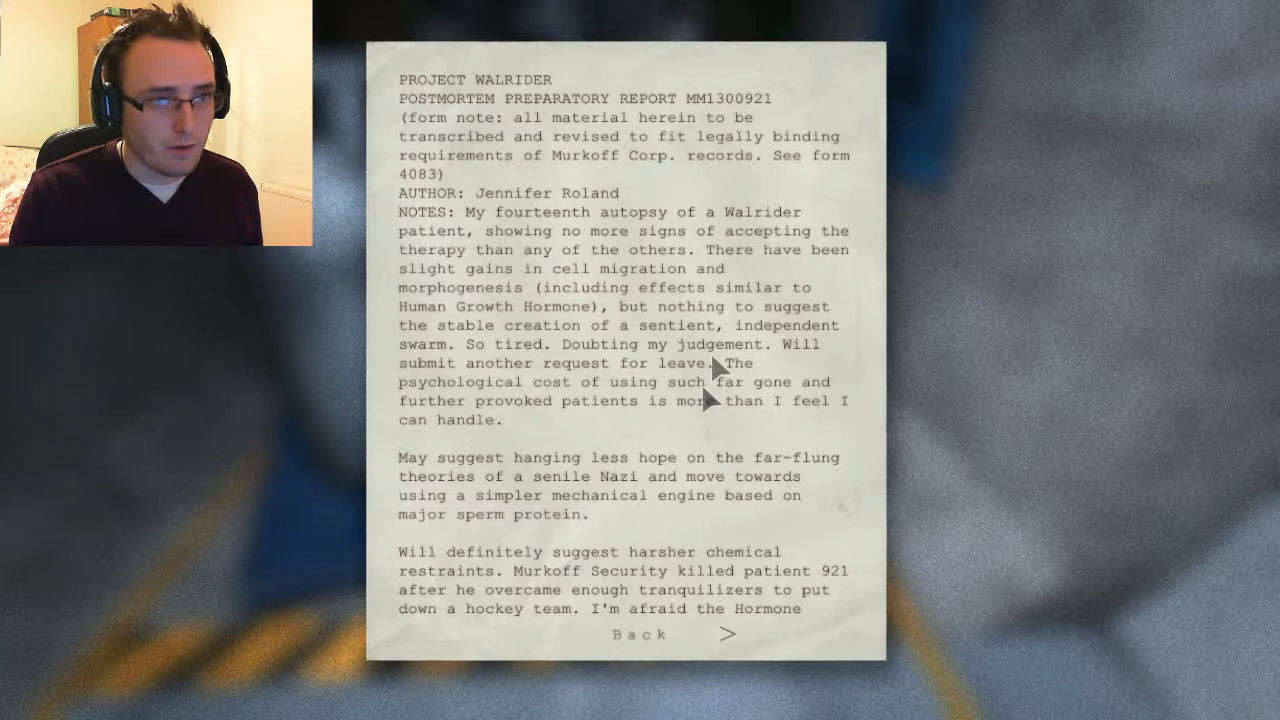 PROJECT WALRIDER
POSTMORTEM PREPARATORY REPORT MM1300921
(form note: all material herein to be
transcribed and revised to fit legally binding
requirements of Murkoff Corp. records. See form
4083)
AUTHOR: Jennifer Roland
NOTES: My fourteenth autopsy of a Walrider
patient, showing no more signs of accepting the
therapy than any of the others. There have been
slight gains in cell migration and
morphogenesis (including effects similar to
Human Growth Hormone), but nothing to suggest
the stable creation of a sentient, independent
swarm. So tired. Doubting my judgement. Will
submit another request for leave. The
psychological cost of using such far gone and
further provoked patients is more than I feel I
can handle.
May suggest hanging less hope on the far-flung
theories of a senile Nazi and move towards
using a simpler mechanical engine based on
major sperm protein.
Will definitely suggest harsher chemical
restraints. Murkoff Security killed patient 921
after he overcame enough tranquilizers to put
down a hockey team. I'm afraid the Hormone
Back >